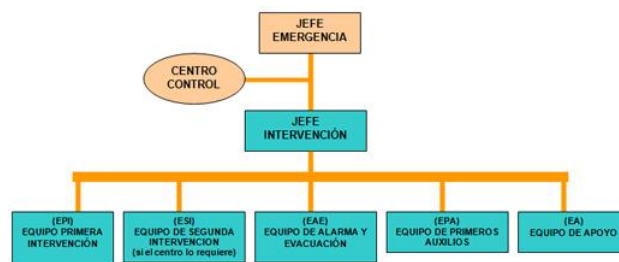 JEFE
EMERGENCIA
CENTRO
CONTROL
JEFE
INTERVENCIÓN
(EPI)
EQUIPO PRIMERA
INTERVENCIÓN
(ESI)
EQUIPO DE SEGUNDA
INTERVENCION
(si el centro lo requiere)
(EAE)
EQUIPO DE ALARMA Y
EVACUACIÓN
(EPA)
EQUIPO DE PRIMEROS
AUXILIOS
(EA)
EQUIPO DE APOYO